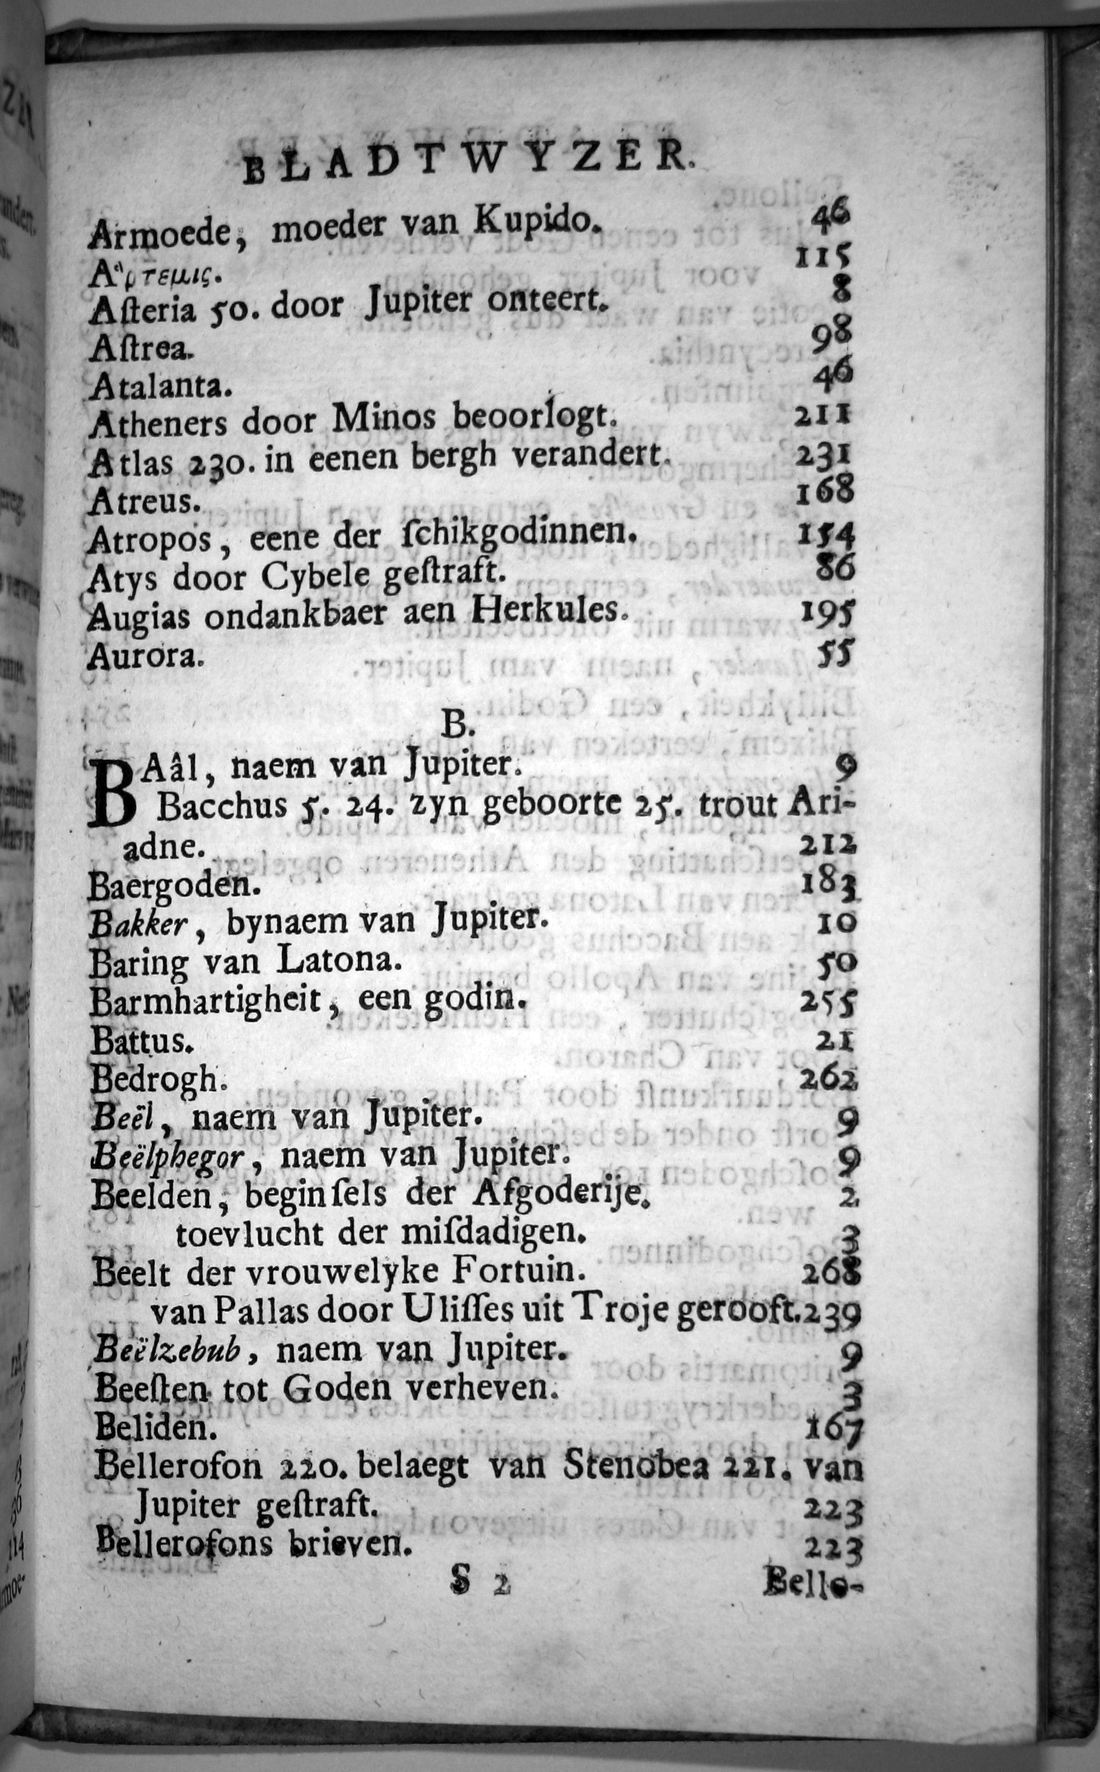 BLADTWYZER.
Armoede, moeder van Kupido. 46
Ἄρτεμις. 115
Aſteria 50. door Jupiter onteert. 8
Aſtrea. 98
Atalanta. 46
Atheners door Minos beoorlogt. 211
Atlas 230. in eenen bergh verandert. 231
Atreus. 168
Atropos, eene der ſchikgodinnen. 154
Atys door Cybele geſtraft. 86
Augias ondankbaer aen Herkules. 195
Aurora. 55
B.
BAâl, naem van Jupiter. 9
Bacchus 5. 24. zyn geboorte 25. trout Ari-
adne. 212
Baergoden. 183
Bakker, bynaem van Jupiter. 10
Baring van Latona. 50
Barmhartigheit, een godin. 255
Battus. 21
Bedrogh. 262
Beël, naem van Jupiter. 9
Beëlphegor, naem van Jupiter. 9
Beelden, beginſels der Afgoderije. 2
toevlucht der miſdadigen. 3
Beelt der vrouwelyke Fortuin. 268
van Pallas door Uliſſes uit Troje gerooft. 239
Beëlzebub, naem van Jupiter. 9
Beeſten tot Goden verheven. 3
Beliden. 167
Bellerofon 220. belaegt van Stenobea 221. van
Jupiter geſtraft. 223
Bellerofons brieven. 223
S 2 Bello-